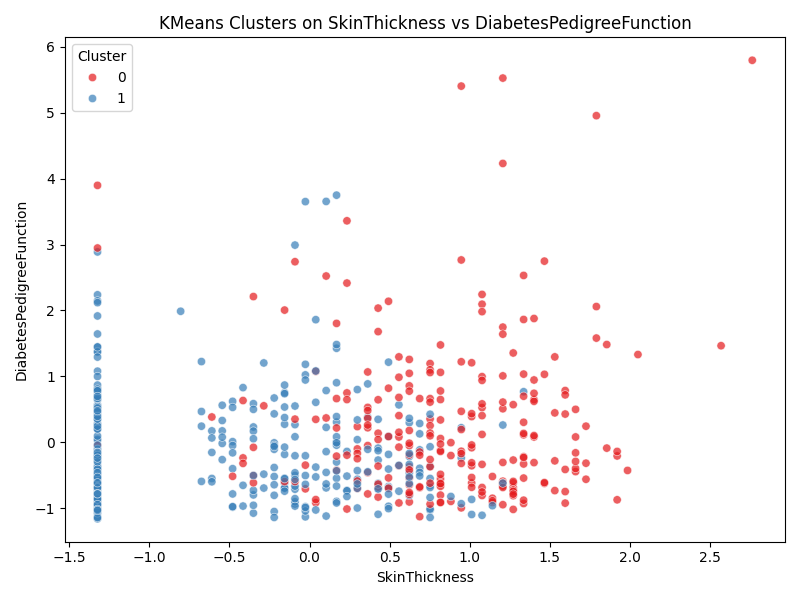 KMeans Clusters on SkinThickness vs DiabetesPedigreeFunction
Cluster
0
1
DiabetesPedigreeFunction
6
5
4
3
2
1
0
−1
−1.5 −1.0 −0.5 0.0 0.5 1.0 1.5 2.0 2.5
SkinThickness